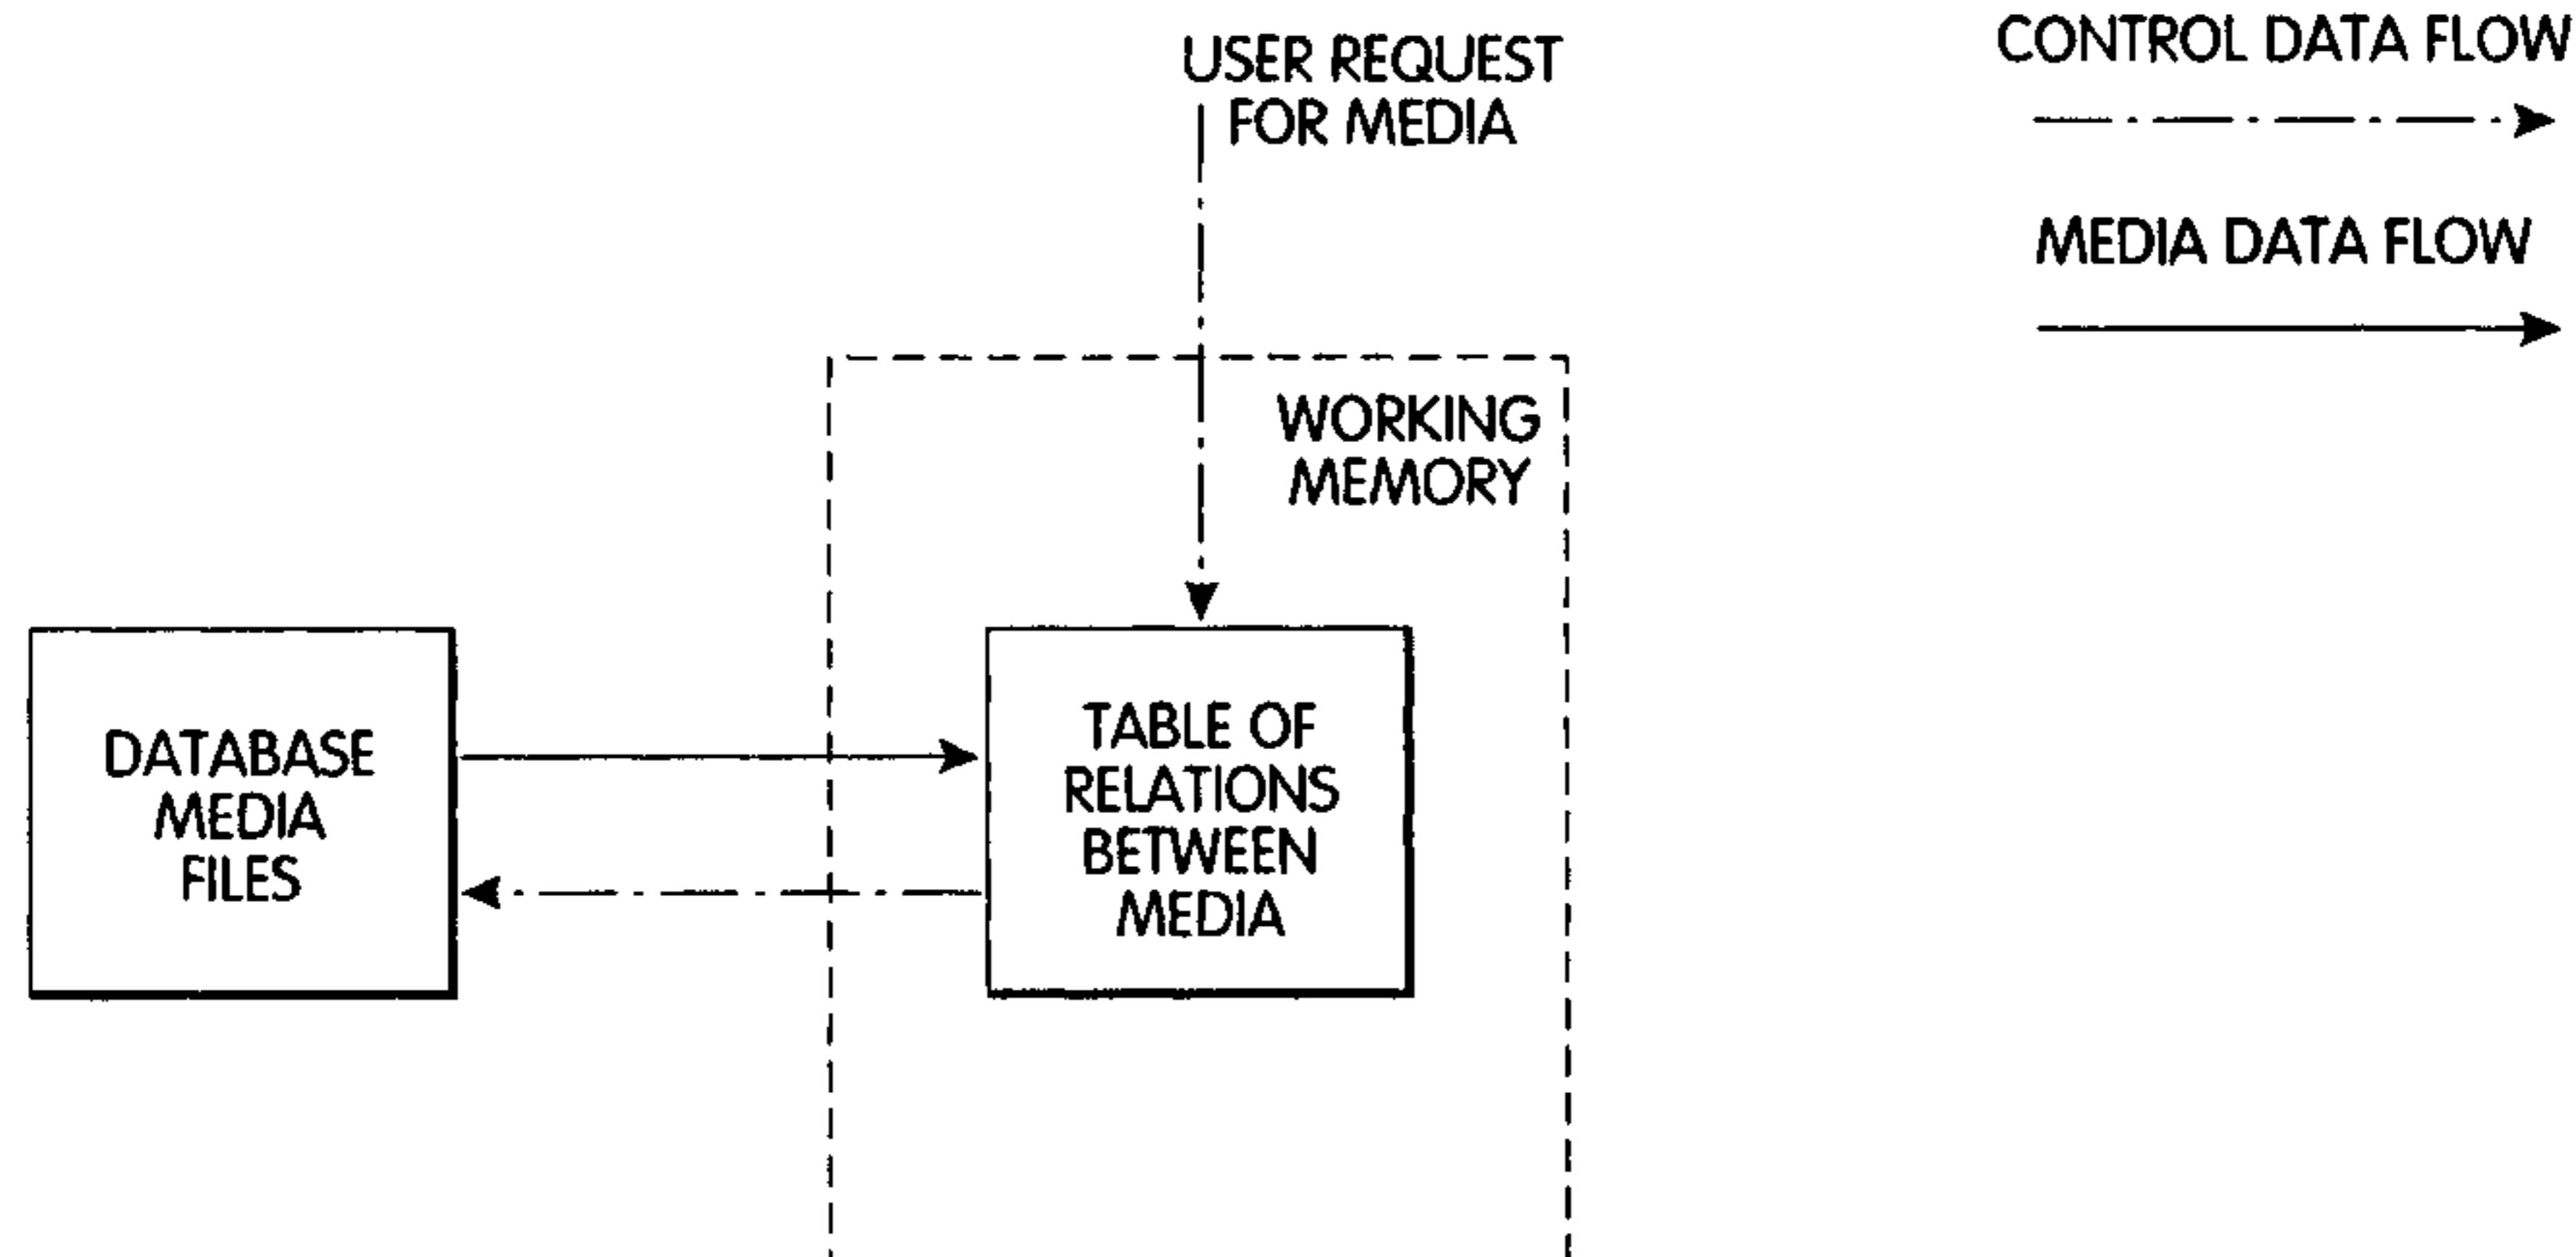 USER REQUEST
FOR MEDIA
CONTROL DATA FLOW
MEDIA DATA FLOW
WORKING
MEMORY
DATABASE
MEDIA
FILES
TABLE OF
RELATIONS
BETWEEN
MEDIA